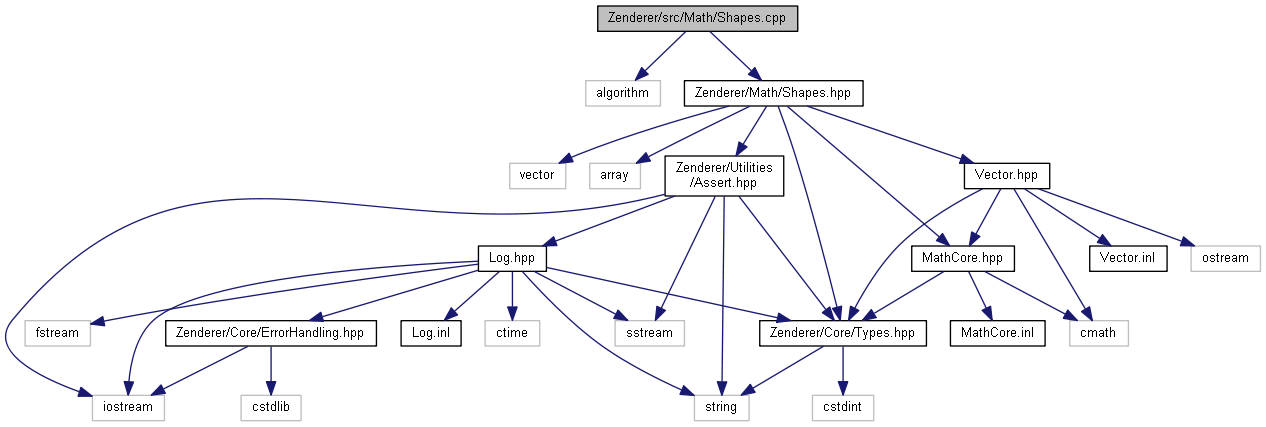 Zenderer/src/Math/Shapes.cpp
algorithm
Zenderer/Math/Shapes.hpp
vector
array
Zenderer/Utilities
/Assert.hpp
Vector.hpp
Log.hpp
MathCore.hpp
Vector.inl
ostream
fstream
Zenderer/Core/ErrorHandling.hpp
Log.inl
ctime
sstream
Zenderer/Core/Types.hpp
MathCore.inl
cmath
iostream
cstdlib
string
cstdint